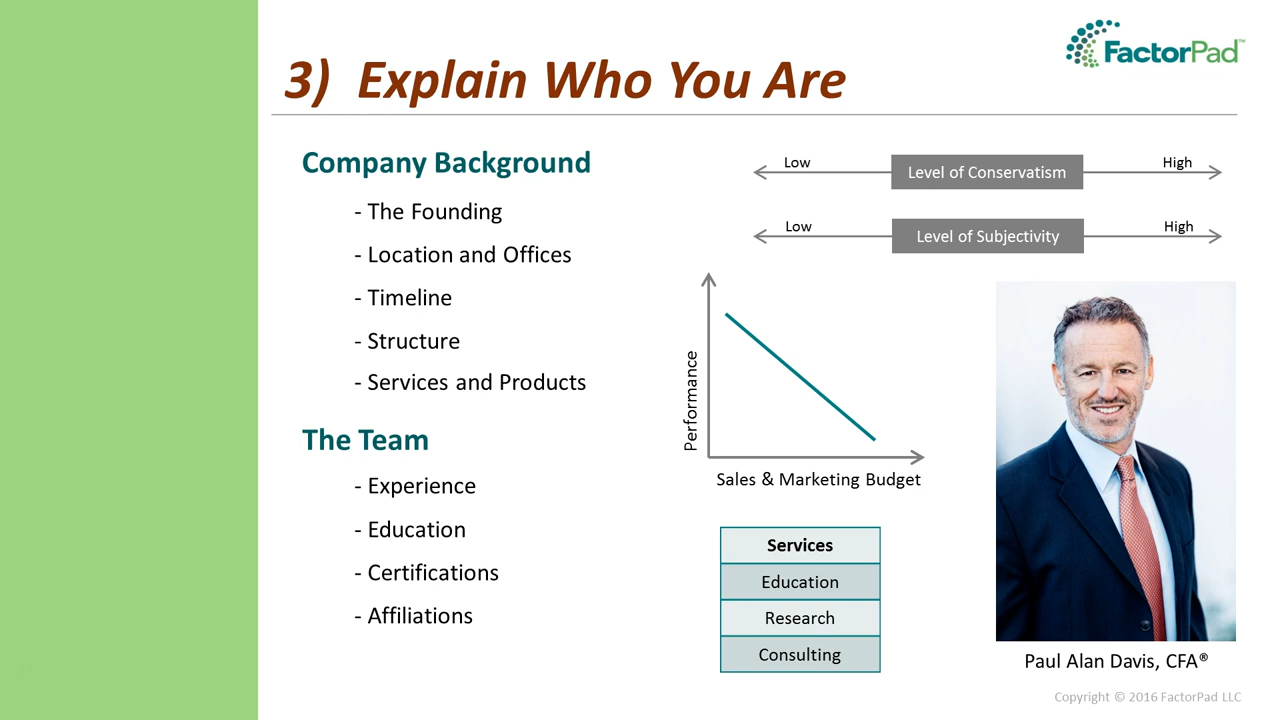 FactorPad™
3) Explain Who You Are
Company Background
- The Founding
- Location and Offices
- Timeline
- Structure
- Services and Products
The Team
- Experience
- Education
- Certifications
- Affiliations
Low Level of Conservatism High
Low Level of Subjectivity High
Performance
Sales & Marketing Budget
Services
Education
Research
Consulting
Paul Alan Davis, CFA®
Copyright © 2016 FactorPad LLC